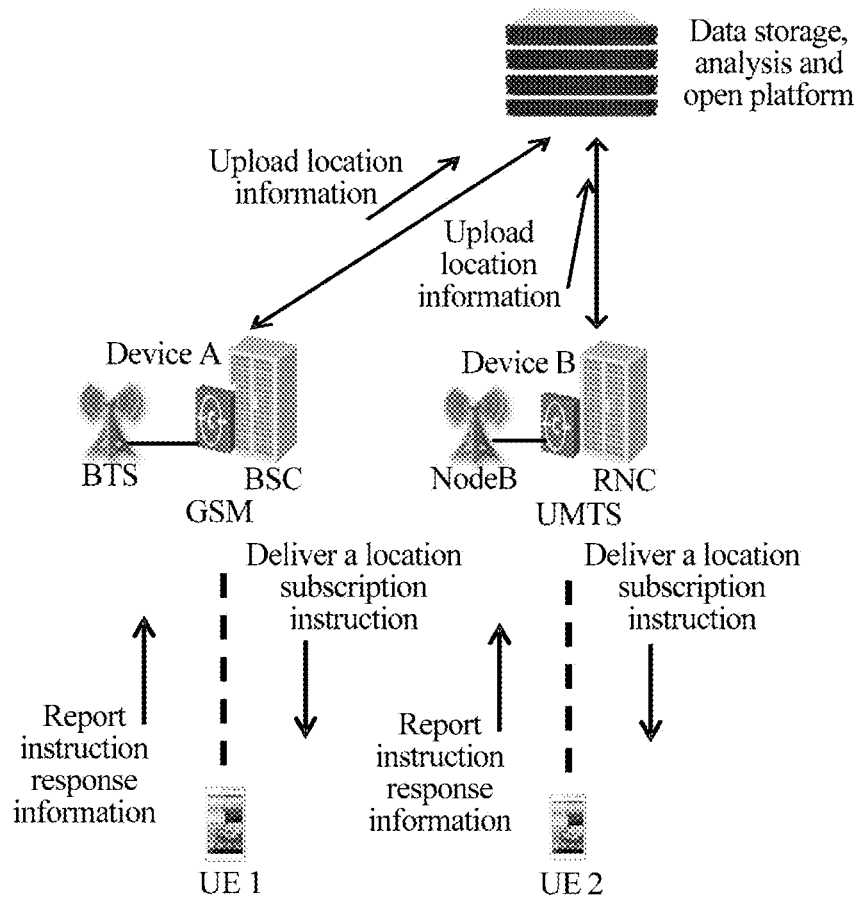 Data storage,
analysis and
open platform
Upload location
information
Upload
location
information
Device A
BTS
BSC
GSM
Device B
NodeB
RNC
UMTS
Deliver a location
subscription
instruction
Deliver a location
subscription
instruction
Report
instruction
response
information
Report
instruction
response
information
UE 1
UE 2